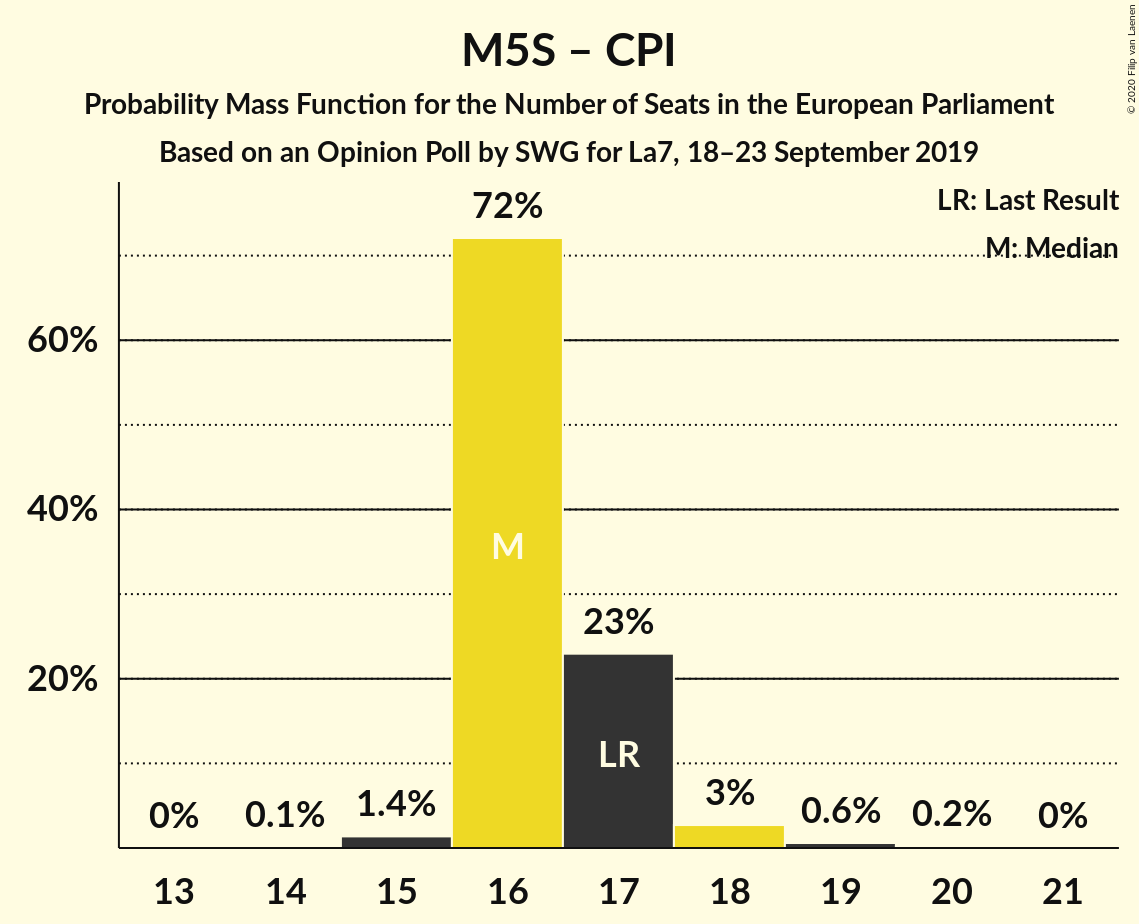 M5S – CPI
Probability Mass Function for the Number of Seats in the European Parliament
Based on an Opinion Poll by SWG for La7, 18–23 September 2019
© 2020 Filip van Laenen
LR: Last Result
M: Median
72%
60%
40%
M
23%
20%
LR
0%
0.1%
1.4%
3%
0.6%
0.2%
0%
13 14 15 16 17 18 19 20 21